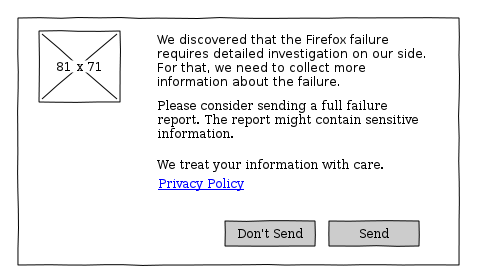 81 x 71
We discovered that the Firefox failure
requires detailed investigation on our side.
For that, we need to collect more
information about the failure.
Please consider sending a full failure
report. The report might contain sensitive
information.
We treat your information with care.
Privacy Policy
Don't Send
Send